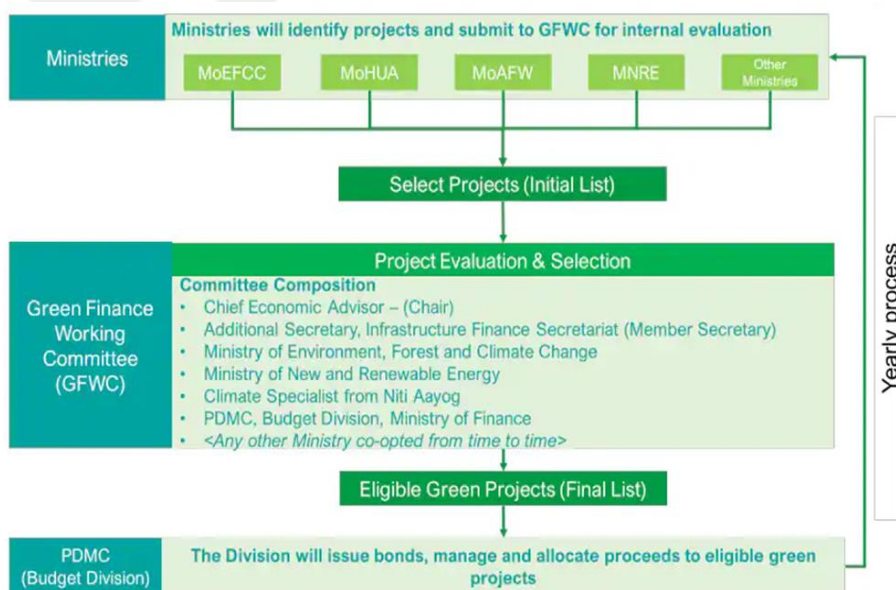 Ministries
Ministries will identify projects and submit to GFWC for internal evaluation
MoEFCC
MoHUA
MoAFW
MNRE
Other
Ministries
Select Projects (Initial List)
Project Evaluation & Selection
Green Finance
Working
Committee
(GFWC)
Committee Composition
• Chief Economic Advisor – (Chair)
• Additional Secretary, Infrastructure Finance Secretariat (Member Secretary)
• Ministry of Environment, Forest and Climate Change
• Ministry of New and Renewable Energy
• Climate Specialist from Niti Aayog
• PDMC, Budget Division, Ministry of Finance
• <Any other Ministry co-opted from time to time>
Eligible Green Projects (Final List)
PDMC
(Budget Division)
The Division will issue bonds, manage and allocate proceeds to eligible green
projects
Yearly process